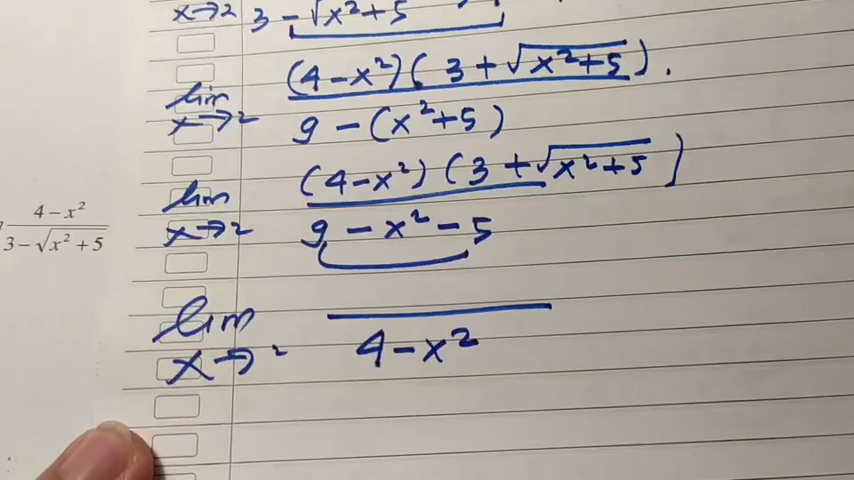 x→2 3 - √x²+5
lim x→2 (4-x²)(3+√x²+5).
9-(x²+5)
lim x→2 (4-x²)(3+√x²+5)
9-x²-5
4-x²
3-√x²+5
lim x→2
4-x²